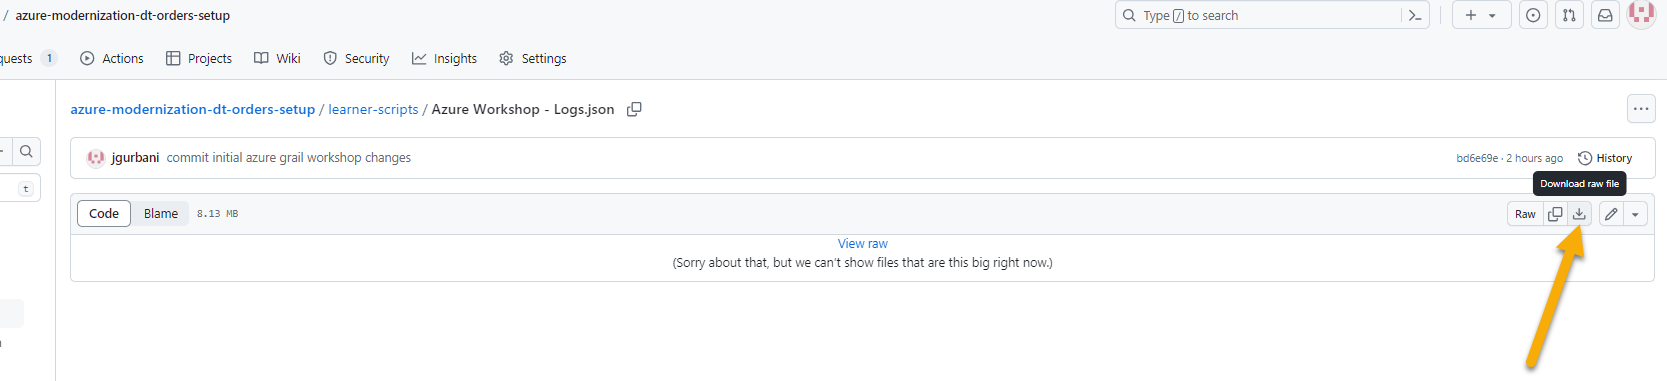 / azure-modernization-dt-orders-setup
Type / to search
quests 1 Actions Projects Wiki Security Insights Settings
azure-modernization-dt-orders-setup / learner-scripts / Azure Workshop - Logs.json
jgurbani commit initial azure grail workshop changes
bd6e69e · 2 hours ago History
Download raw file
t
Code Blame 8.13 MB
Raw
View raw
(Sorry about that, but we can't show files that are this big right now.)